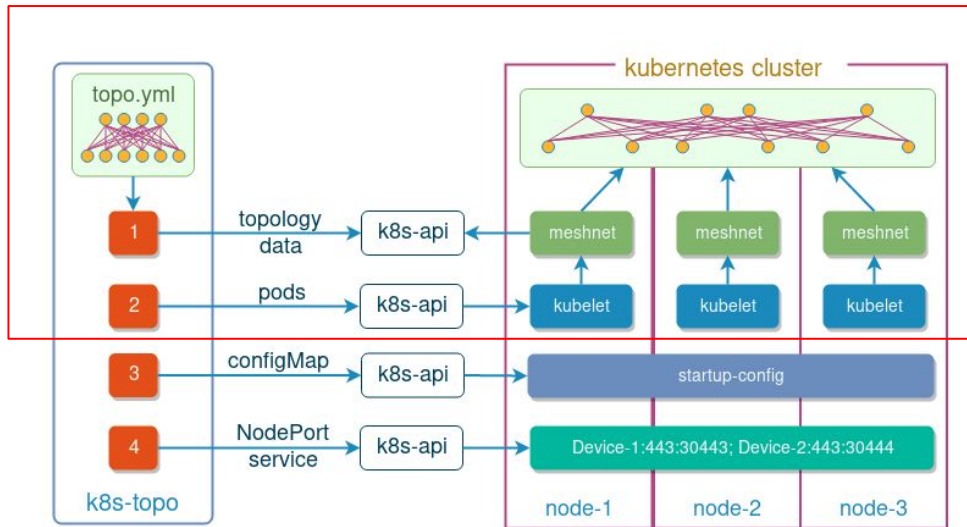 kubernetes cluster
topo.yml
1
topology
data
k8s-api
meshnet
meshnet
meshnet
2
pods
k8s-api
kubelet
kubelet
kubelet
3
configMap
k8s-api
startup-config
4
NodePort
service
k8s-api
Device-1:443:30443; Device-2:443:30444
k8s-topo
node-1
node-2
node-3